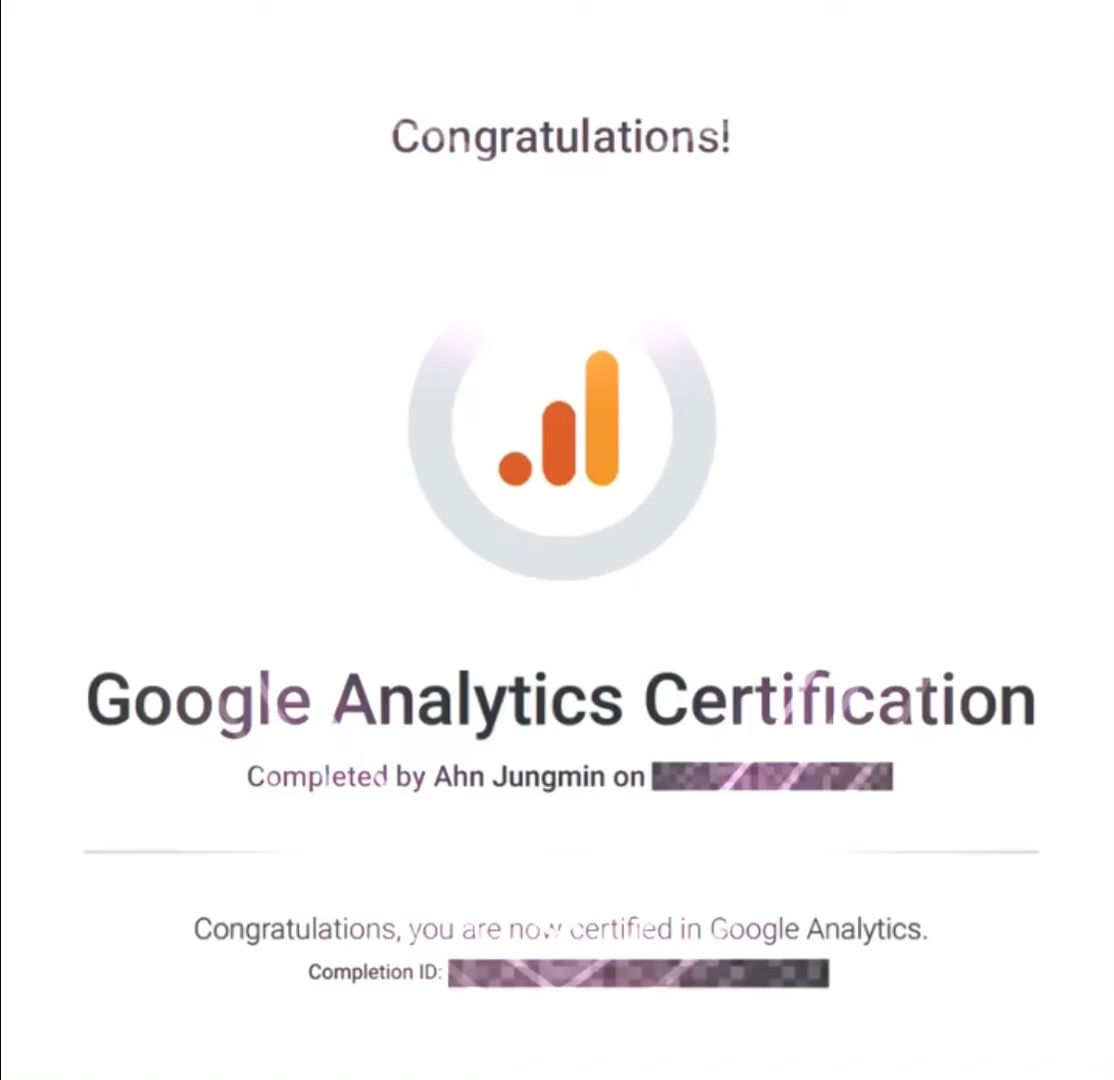 Congratulations!
Google Analytics Certification
Completed by Ahn Jungmin on
Congratulations, you are now certified in Google Analytics.
Completion ID: